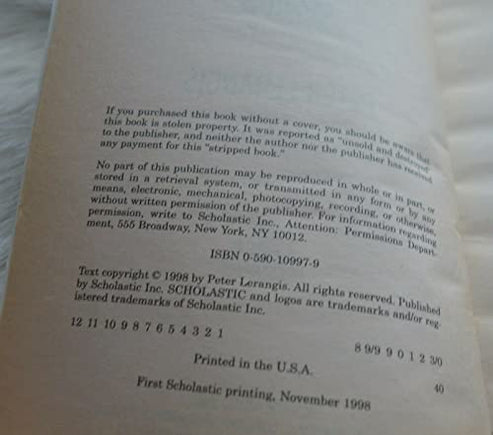 If you purchased this book without a cover, you should be aware that
this book is stolen property. It was reported as "unsold and destroyed"
to the publisher, and neither the author nor the publisher has received
any payment for this "stripped book."
No part of this publication may be reproduced in whole or in part, or
stored in a retrieval system, or transmitted in any form or by any
means, electronic, mechanical, photocopying, recording, or otherwise,
without written permission of the publisher. For information regarding
permission, write to Scholastic Inc., Attention: Permissions Depart-
ment, 555 Broadway, New York, NY 10012.
ISBN 0-590-10997-9
Text copyright © 1998 by Peter Lerangis. All rights reserved. Published
by Scholastic Inc. SCHOLASTIC and logos are trademarks and/or reg-
istered trademarks of Scholastic Inc.
12 11 10 9 8 7 6 5 4 3 2 1 8 9/9 9 0 1 2 3/0
Printed in the U.S.A. 40
First Scholastic printing, November 1998